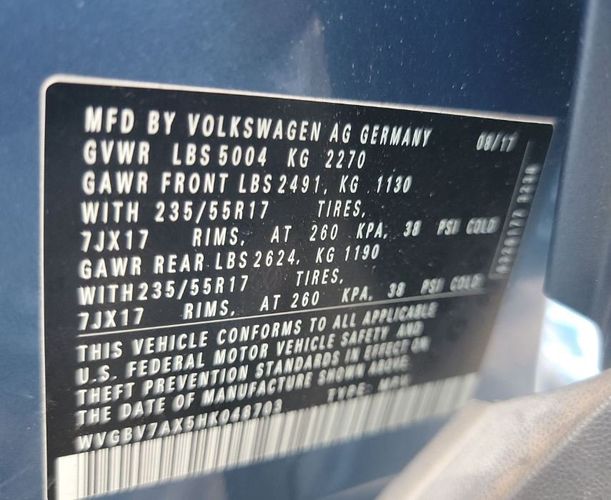 MFD BY VOLKSWAGEN AG GERMANY 08/17
GVWR LBS 5004 KG 2270
GAWR FRONT LBS 2491, KG 1130
WITH 235/55R17 TIRES,
7JX17 RIMS, AT 260 KPA, 38 PSI COLD
GAWR REAR LBS 2624, KG 1190
WITH 235/55R17 TIRES,
7JX17 RIMS, AT 260 KPA, 38 PSI COLD
THIS VEHICLE CONFORMS TO ALL APPLICABLE
U.S. FEDERAL MOTOR VEHICLE SAFETY AND
THEFT PREVENTION STANDARDS IN EFFECT ON
THE DATE OF MANUFACTURE SHOWN ABOVE.
TYPE: MPV